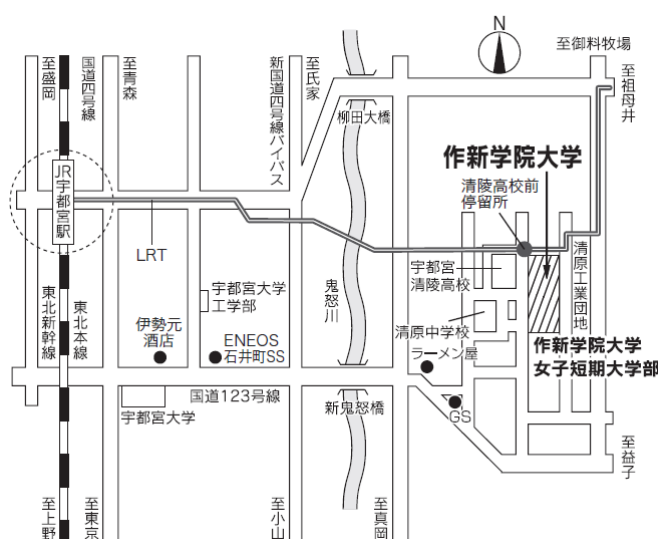 N
至御料牧場
至盛岡
国道四号線
至青森
新国道四号線バイパス
至氏家
至祖母井
柳田大橋
作新学院大学
清陵高校前
停留所
JR宇都宮駅
LRT
宇都宮
清陵高校
清原工業団地
鬼怒川
宇都宮大学
工学部
東北新幹線
東北本線
伊勢元
酒店
ENEOS
石井町SS
清原中学校
ラーメン屋
作新学院大学
女子短期大学部
国道123号線
宇都宮大学
新鬼怒橋
GS
至益子
至上野
至東京
至小山
至真岡